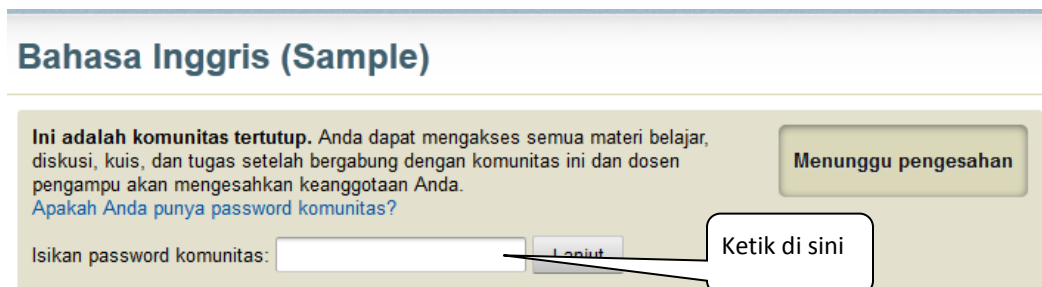 Bahasa Inggris (Sample)
Ini adalah komunitas tertutup. Anda dapat mengakses semua materi belajar,
diskusi, kuis, dan tugas setelah bergabung dengan komunitas ini dan dosen
pengampu akan mengesahkan keanggotaan Anda.
Apakah Anda punya password komunitas?
Menunggu pengesahan
Isikan password komunitas:
Lanjut
Ketik di sini